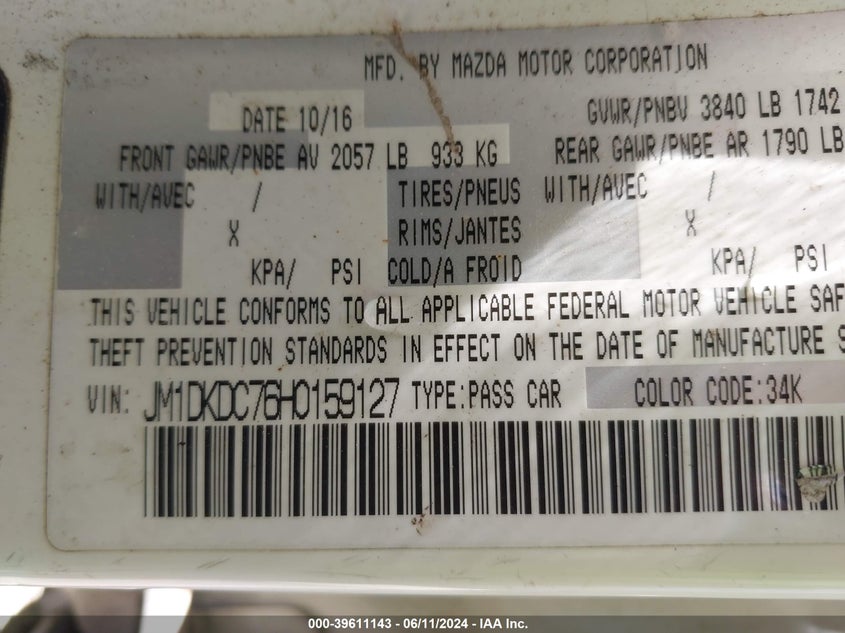 MFD. BY MAZDA MOTOR CORPORATION
DATE 10/16 GVWR/PNBV 3840 LB 1742
FRONT GAWR/PNBE AV 2057 LB 933 KG REAR GAWR/PNBE AR 1790 LB
WITH/AVEC / TIRES/PNEUS WITH/AVEC /
X RIMS/JANTES X
KPA/ PSI COLD/A FROID KPA/ PSI
THIS VEHICLE CONFORMS TO ALL APPLICABLE FEDERAL MOTOR VEHICLE SAF
THEFT PREVENTION STANDARDS IN EFFECT ON THE DATE OF MANUFACTURE S
VIN: JM1DKDC76H0159127 TYPE:PASS CAR COLOR CODE:34K
000-39611143 - 06/11/2024 - IAA Inc.